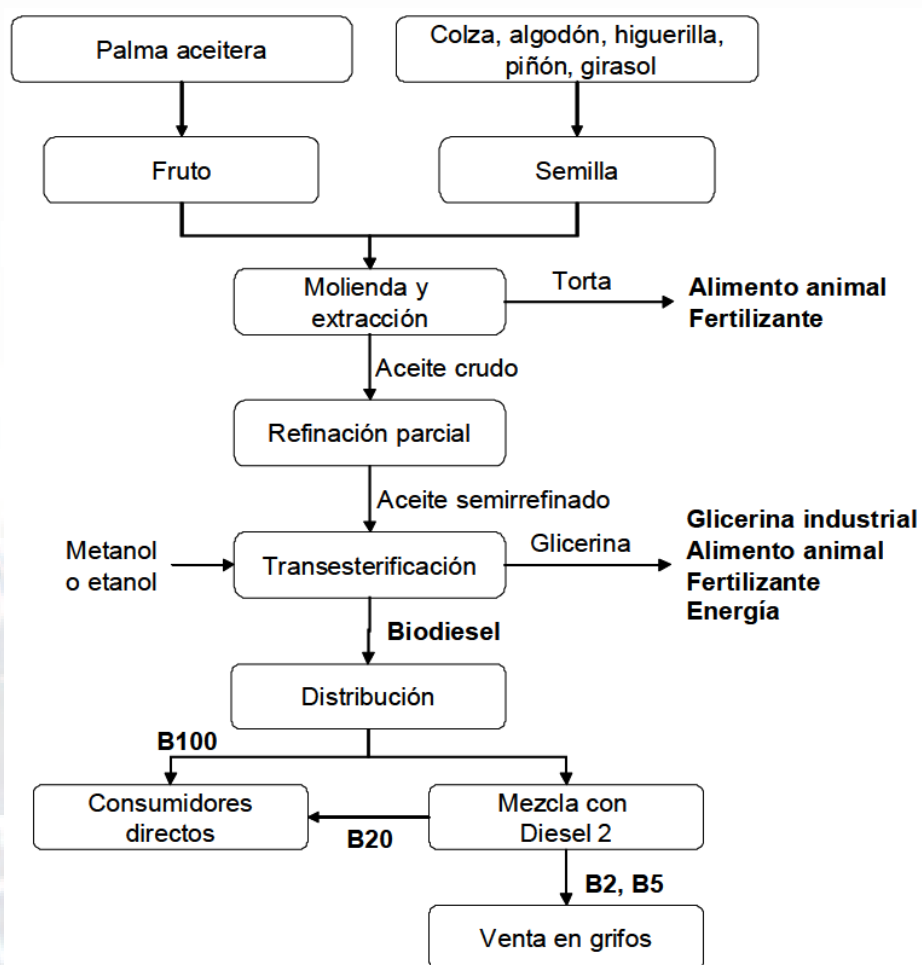 Palma aceitera
Colza, algodón, higuerilla,
piñón, girasol
Fruto
Semilla
Molienda y
extracción
Torta
Alimento animal
Fertilizante
Aceite crudo
Refinación parcial
Aceite semirrefinado
Metanol
o etanol
Transesterificación
Glicerina
Glicerina industrial
Alimento animal
Fertilizante
Energía
Biodiesel
Distribución
B100
Consumidores
directos
B20
Mezcla con
Diesel 2
B2, B5
Venta en grifos